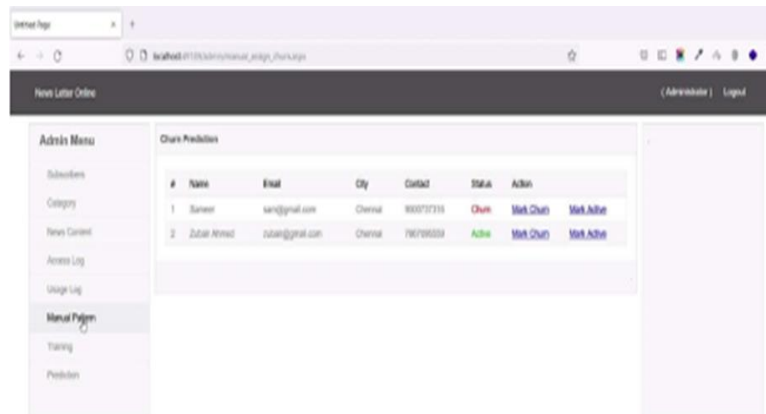 Untitled Page
News Letter Online
( Administrator ) Logout
Admin Menu
Subscribers
Category
News Content
Access Log
Usage Log
Manual Pattern
Training
Prediction
Churn Prediction
# Name Email City Contact Status Action
1 Sameer sam@gmail.com Chennai Churn Mark Churn Mark Active
2 Zubair Ahmed zubair@gmail.com Chennai Active Mark Churn Mark Active